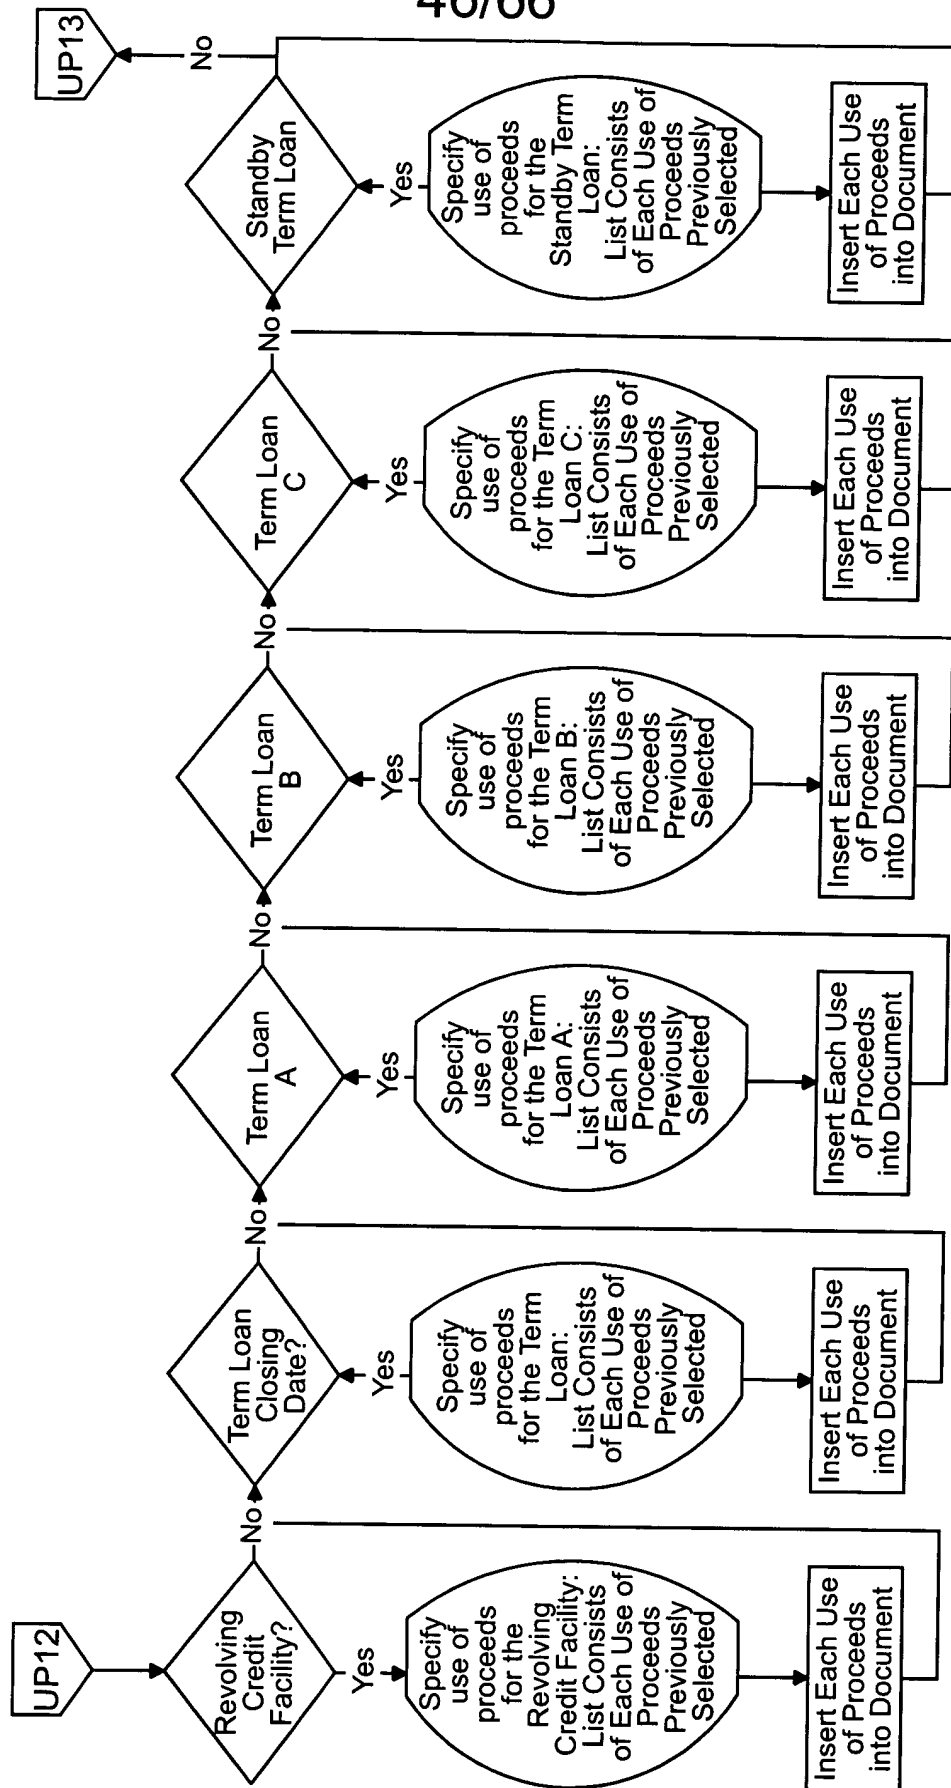 46/66
UP12
Revolving
Credit
Facility?
No
Yes
Specify
use of
proceeds
for the
Revolving
Credit Facility:
List Consists
of Each Use of
Proceeds
Previously
Selected
Insert Each Use
of Proceeds
into Document
Term Loan
Closing
Date?
No
Yes
Specify
use of
proceeds
for the Term
Loan:
List Consists
of Each Use of
Proceeds
Previously
Selected
Insert Each Use
of Proceeds
into Document
Term Loan
A
No
Yes
Specify
use of
proceeds
for the Term
Loan A:
List Consists
of Each Use of
Proceeds
Previously
Selected
Insert Each Use
of Proceeds
into Document
Term Loan
B
No
Yes
Specify
use of
proceeds
for the Term
Loan B:
List Consists
of Each Use of
Proceeds
Previously
Selected
Insert Each Use
of Proceeds
into Document
Term Loan
C
No
Yes
Specify
use of
proceeds
for the Term
Loan C:
List Consists
of Each Use of
Proceeds
Previously
Selected
Insert Each Use
of Proceeds
into Document
Standby
Term Loan
No
Yes
Specify
use of
proceeds
for the
Standby Term
Loan:
List Consists
of Each Use of
Proceeds
Previously
Selected
Insert Each Use
of Proceeds
into Document
UP13